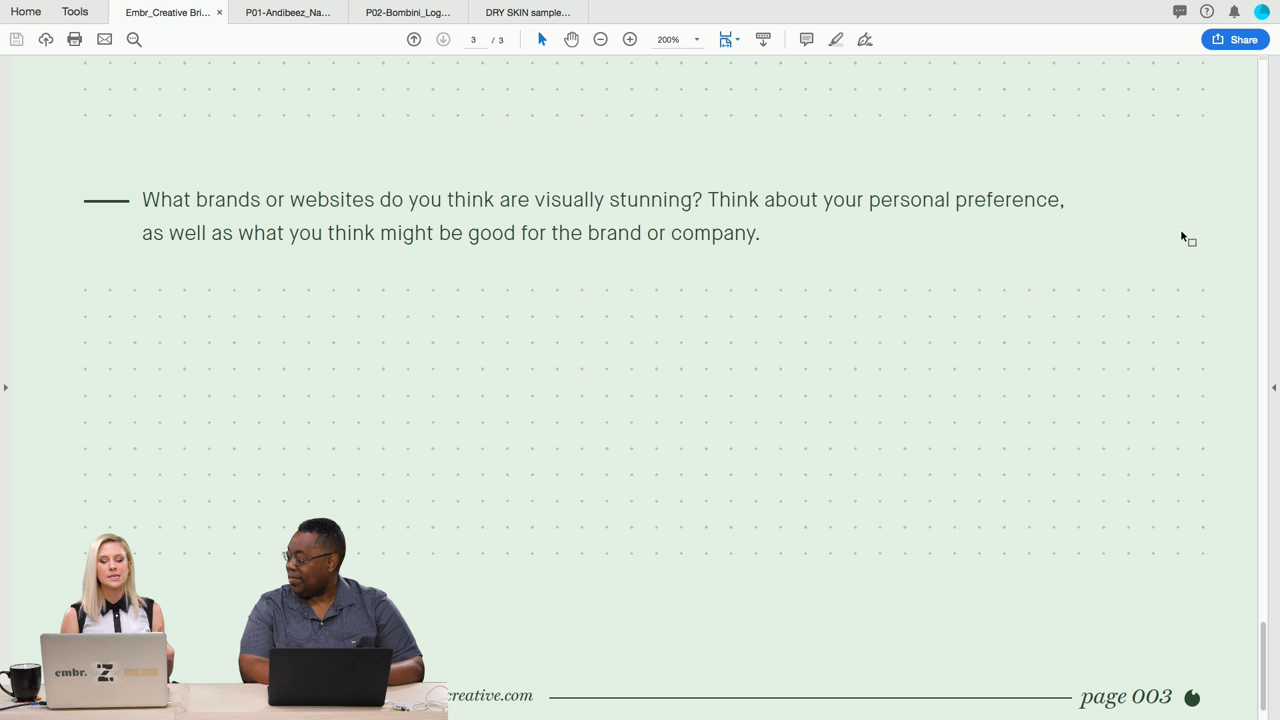 Home Tools Embr_Creative Bri... × P01-Andibeez_Na... P02-Bombini_Log... DRY SKIN sample...
3 / 3 200% Share
What brands or websites do you think are visually stunning? Think about your personal preference,
as well as what you think might be good for the brand or company.
embr. Z
creative.com page 003